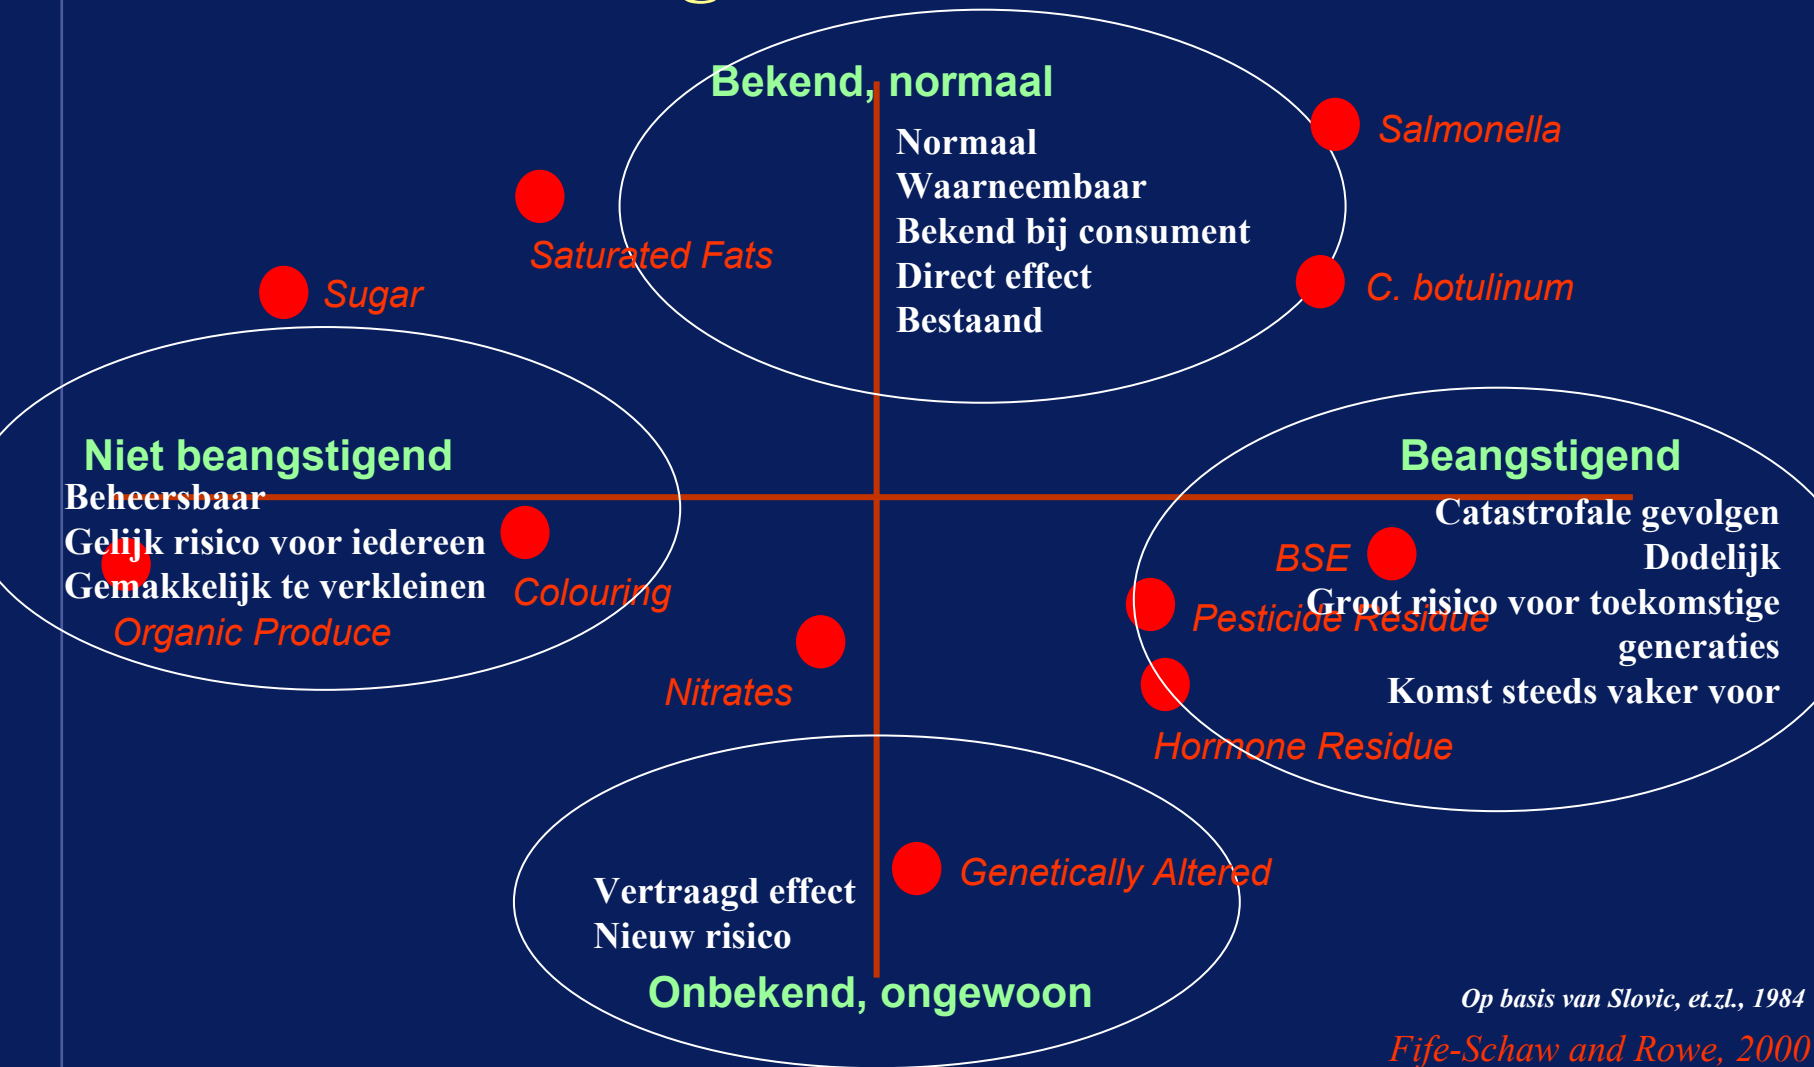 Bekend, normaal
Normaal
Waarneembaar
Bekend bij consument
Direct effect
Bestaand
Salmonella
Saturated Fats
Sugar
C. botulinum
Niet beangstigend
Beheersbaar
Gelijk risico voor iedereen
Gemakkelijk te verkleinen
Organic Produce
Colouring
Nitrates
Beangstigend
Catastrofale gevolgen
Dodelijk
Groot risico voor toekomstige
generaties
Komst steeds vaker voor
BSE
Pesticide Residue
Hormone Residue
Genetically Altered
Vertraagd effect
Nieuw risico
Onbekend, ongewoon
Op basis van Slovic, et.zl., 1984
Fife-Schaw and Rowe, 2000